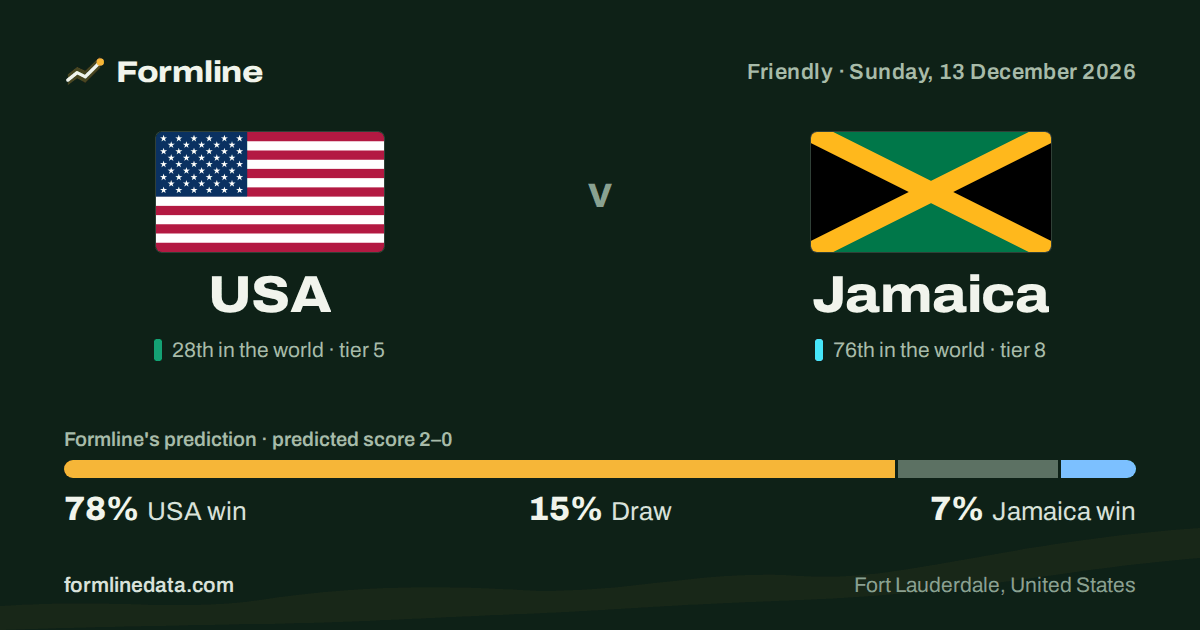 Formline
Friendly · Sunday, 13 December 2026
V
USA
Jamaica
28th in the world · tier 5
76th in the world · tier 8
Formline's prediction · predicted score 2–0
78% USA win
15% Draw
7% Jamaica win
formlinedata.com
Fort Lauderdale, United States